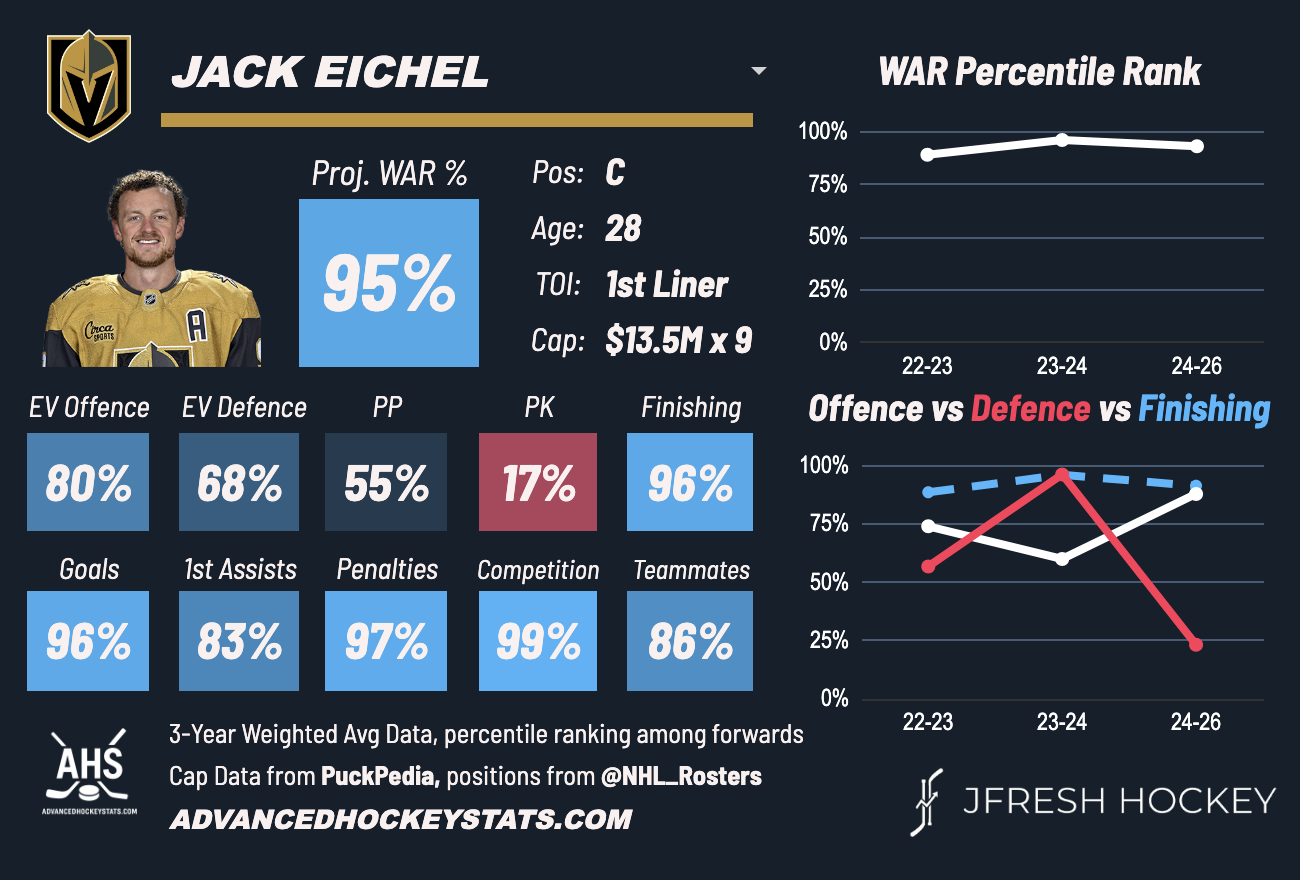 JACK EICHEL
Proj. WAR %
95%
Pos: C
Age: 28
TOI: 1st Liner
Cap: $13.5M x 9
Circa
SPORTS
A
EV Offence EV Defence PP PK Finishing
80% 68% 55% 17% 96%
Goals 1st Assists Penalties Competition Teammates
96% 83% 97% 99% 86%
WAR Percentile Rank
100%
75%
50%
25%
0%
22-23 23-24 24-26
Offence vs Defence vs Finishing
100%
75%
50%
25%
0%
22-23 23-24 24-26
AHS
ADVANCEDHOCKEYSTATS.COM
3-Year Weighted Avg Data, percentile ranking among forwards
Cap Data from PuckPedia, positions from @NHL_Rosters
ADVANCEDHOCKEYSTATS.COM
JFRESH HOCKEY